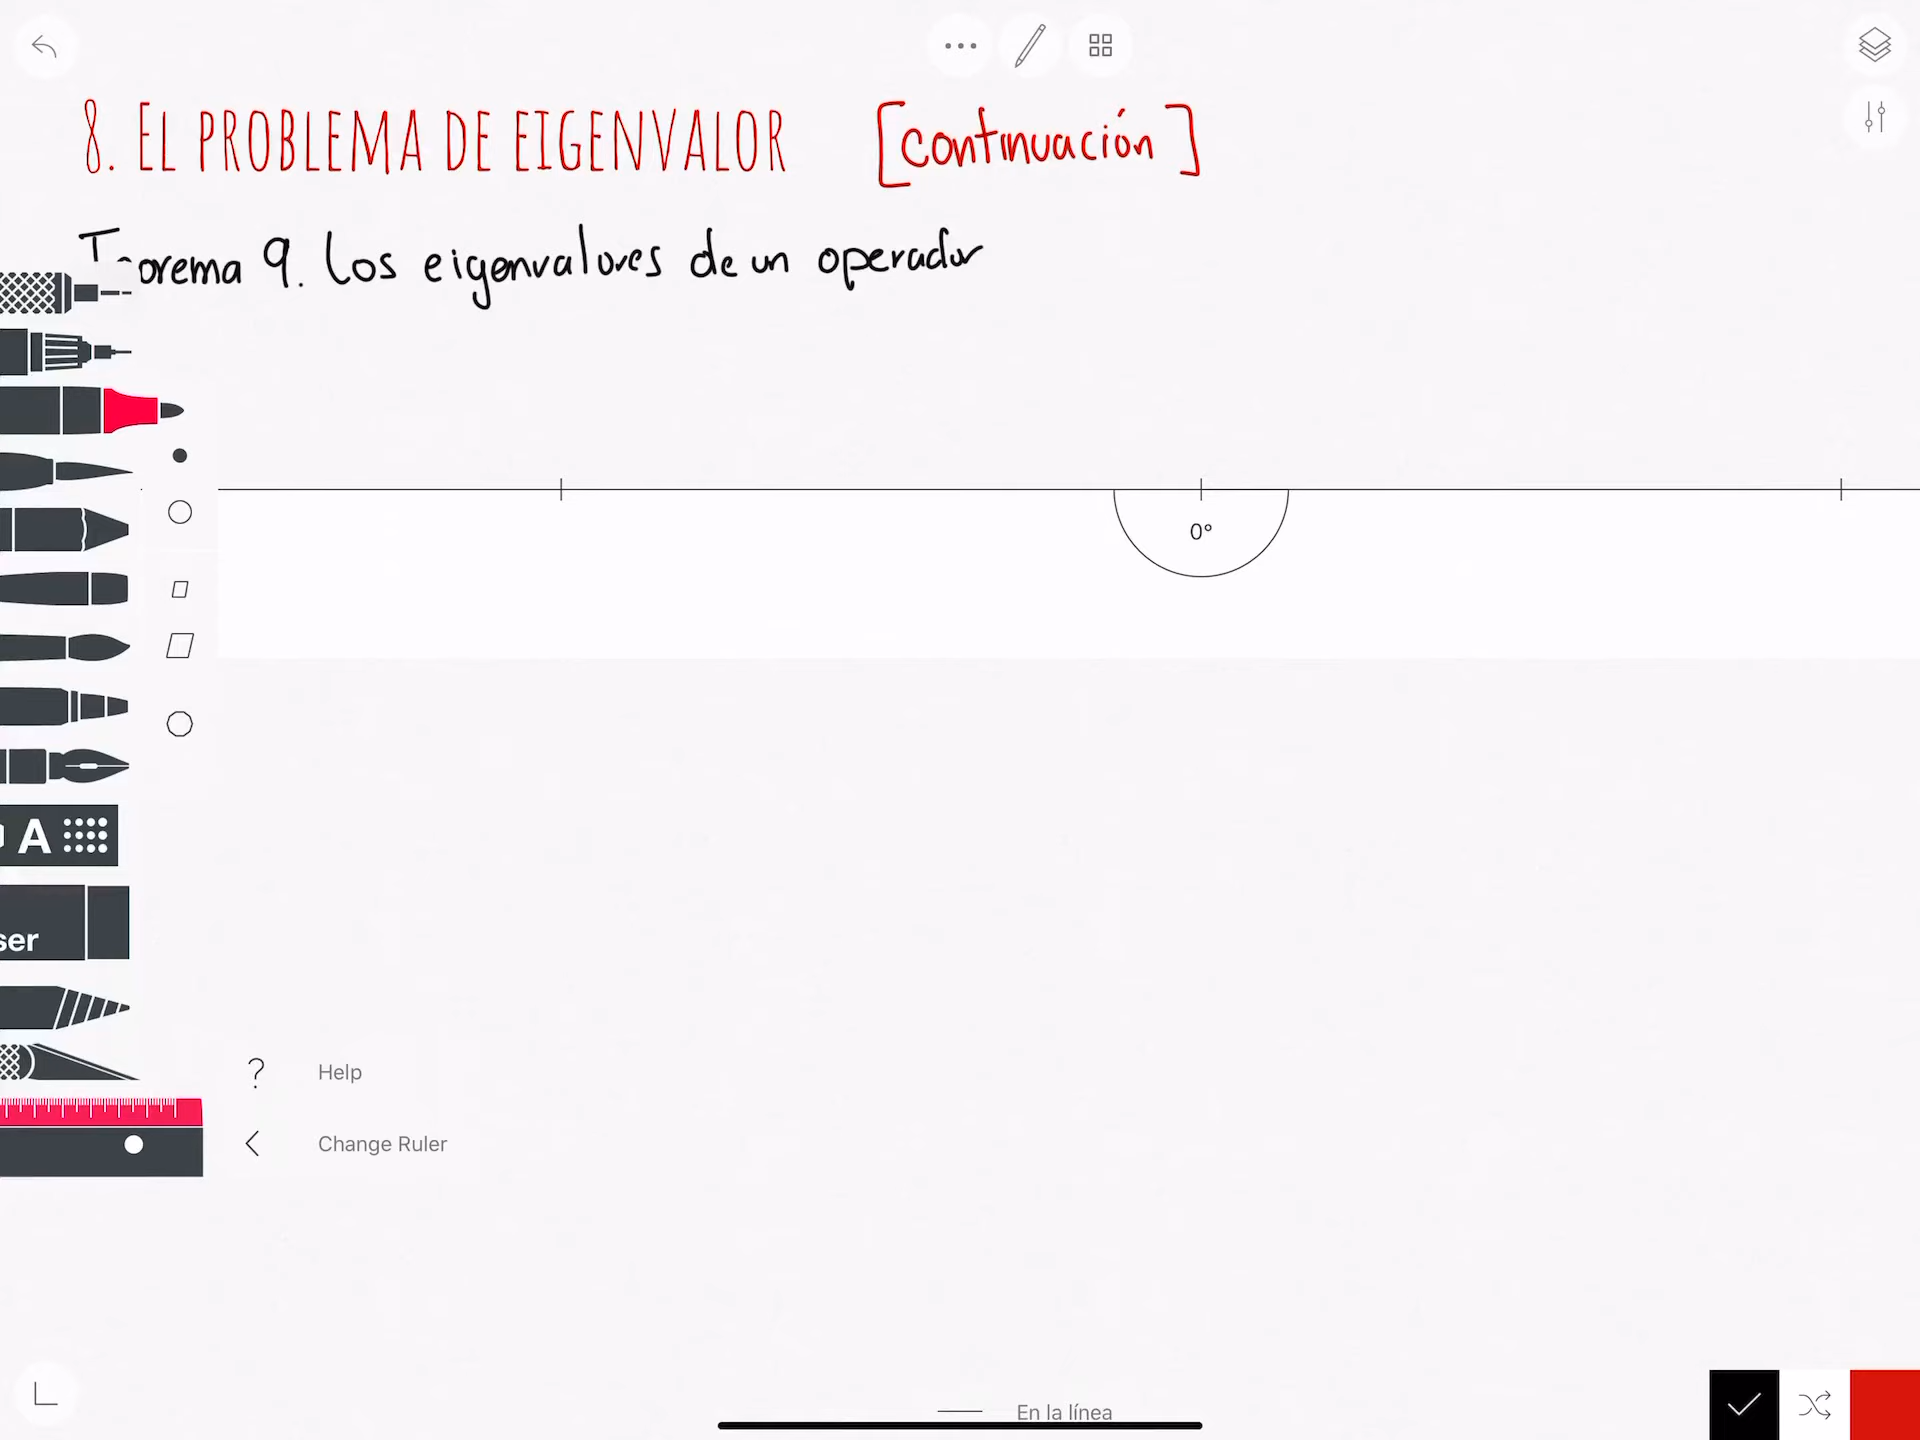 8. EL PROBLEMA DE EIGENVALOR [continuación]
Teorema 9. Los eigenvalores de un operador
0°
A
ser
Help
Change Ruler
En la línea